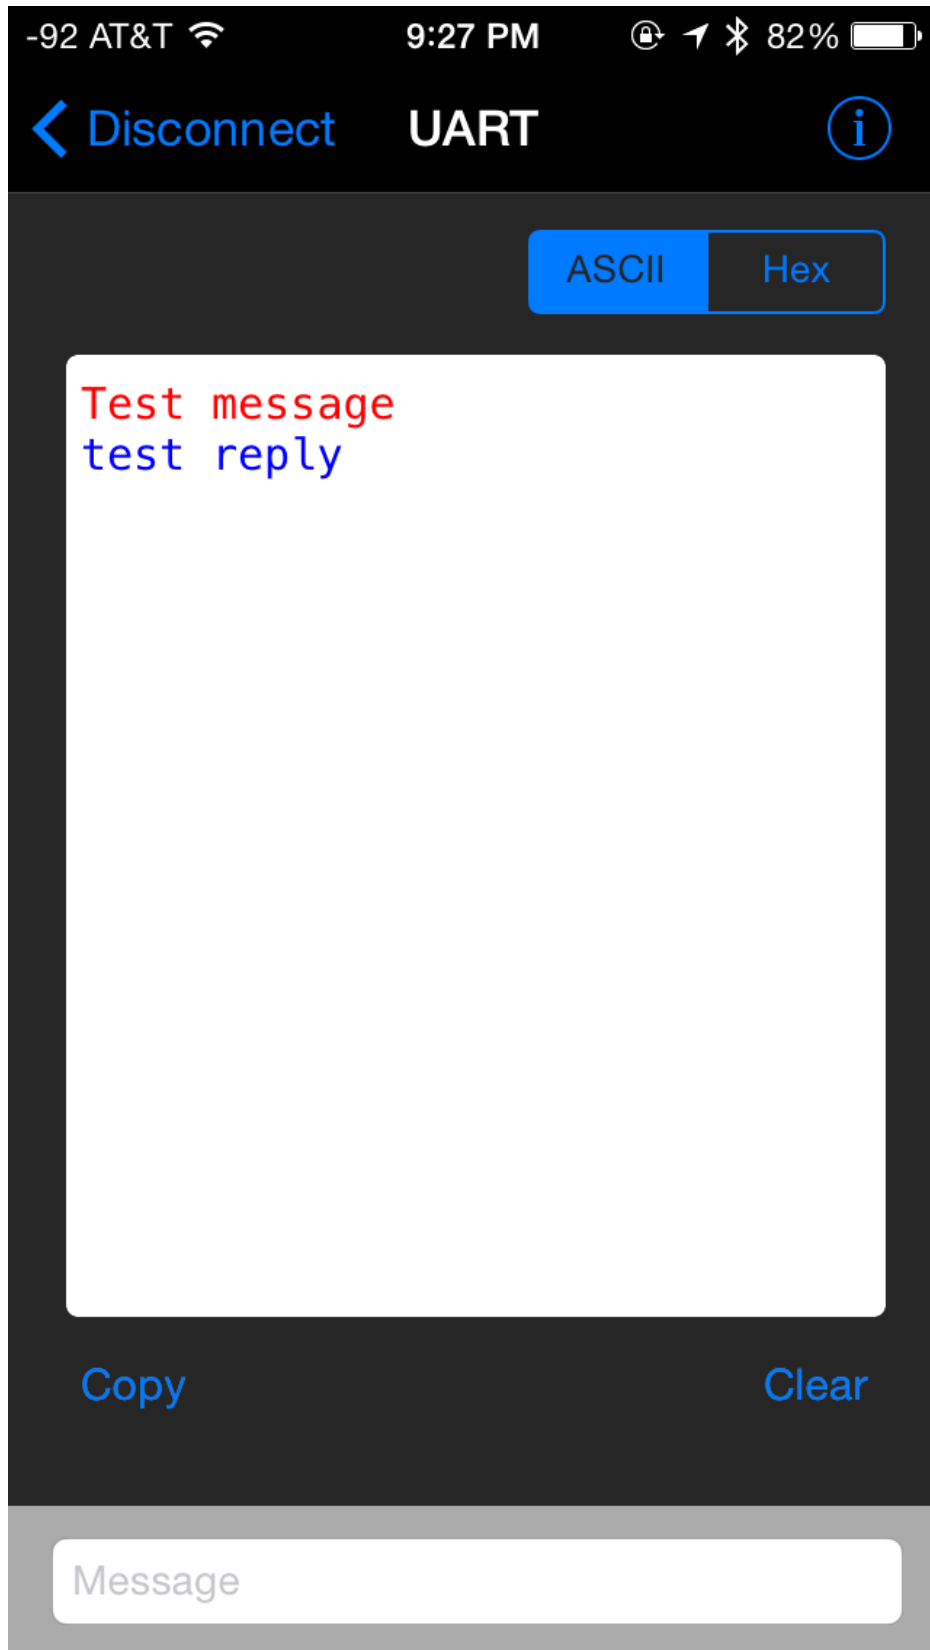 -92 AT&T 9:27 PM 82%
Disconnect UART i
ASCII Hex
Test message
test reply
Copy Clear
Message